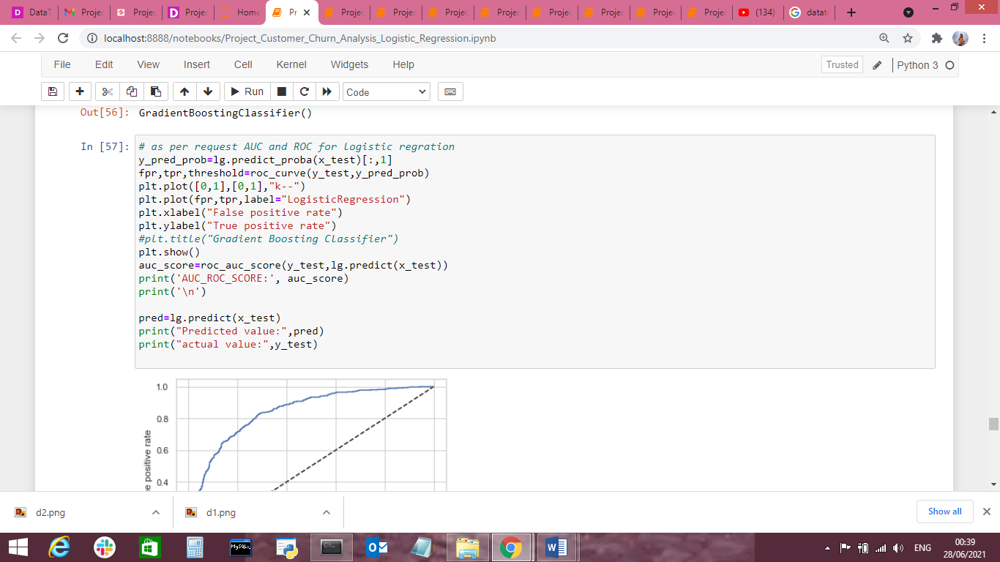 DataT
Projec
Projec
Projec
Home
Pr
Projec
Projec
Projec
Projec
Projec
Projec
Projec
Projec
(134)
datat
localhost:8888/notebooks/Project_Customer_Churn_Analysis_Logistic_Regression.ipynb
File Edit View Insert Cell Kernel Widgets Help Trusted Python 3
Run Code
Out[56]: GradientBoostingClassifier()
In [57]: # as per request AUC and ROC for logistic regration
y_pred_prob=lg.predict_proba(x_test)[:,1]
fpr,tpr,threshold=roc_curve(y_test,y_pred_prob)
plt.plot([0,1],[0,1],"k--")
plt.plot(fpr,tpr,label="LogisticRegression")
plt.xlabel("False positive rate")
plt.ylabel("True positive rate")
#plt.title("Gradient Boosting Classifier")
plt.show()
auc_score=roc_auc_score(y_test,lg.predict(x_test))
print('AUC_ROC_SCORE:', auc_score)
print('\n')
pred=lg.predict(x_test)
print("Predicted value:",pred)
print("actual value:",y_test)
1.0
0.8
0.6
0.4
e positive rate
d2.png
d1.png
Show all
MySQL
ENG
00:39
28/06/2021